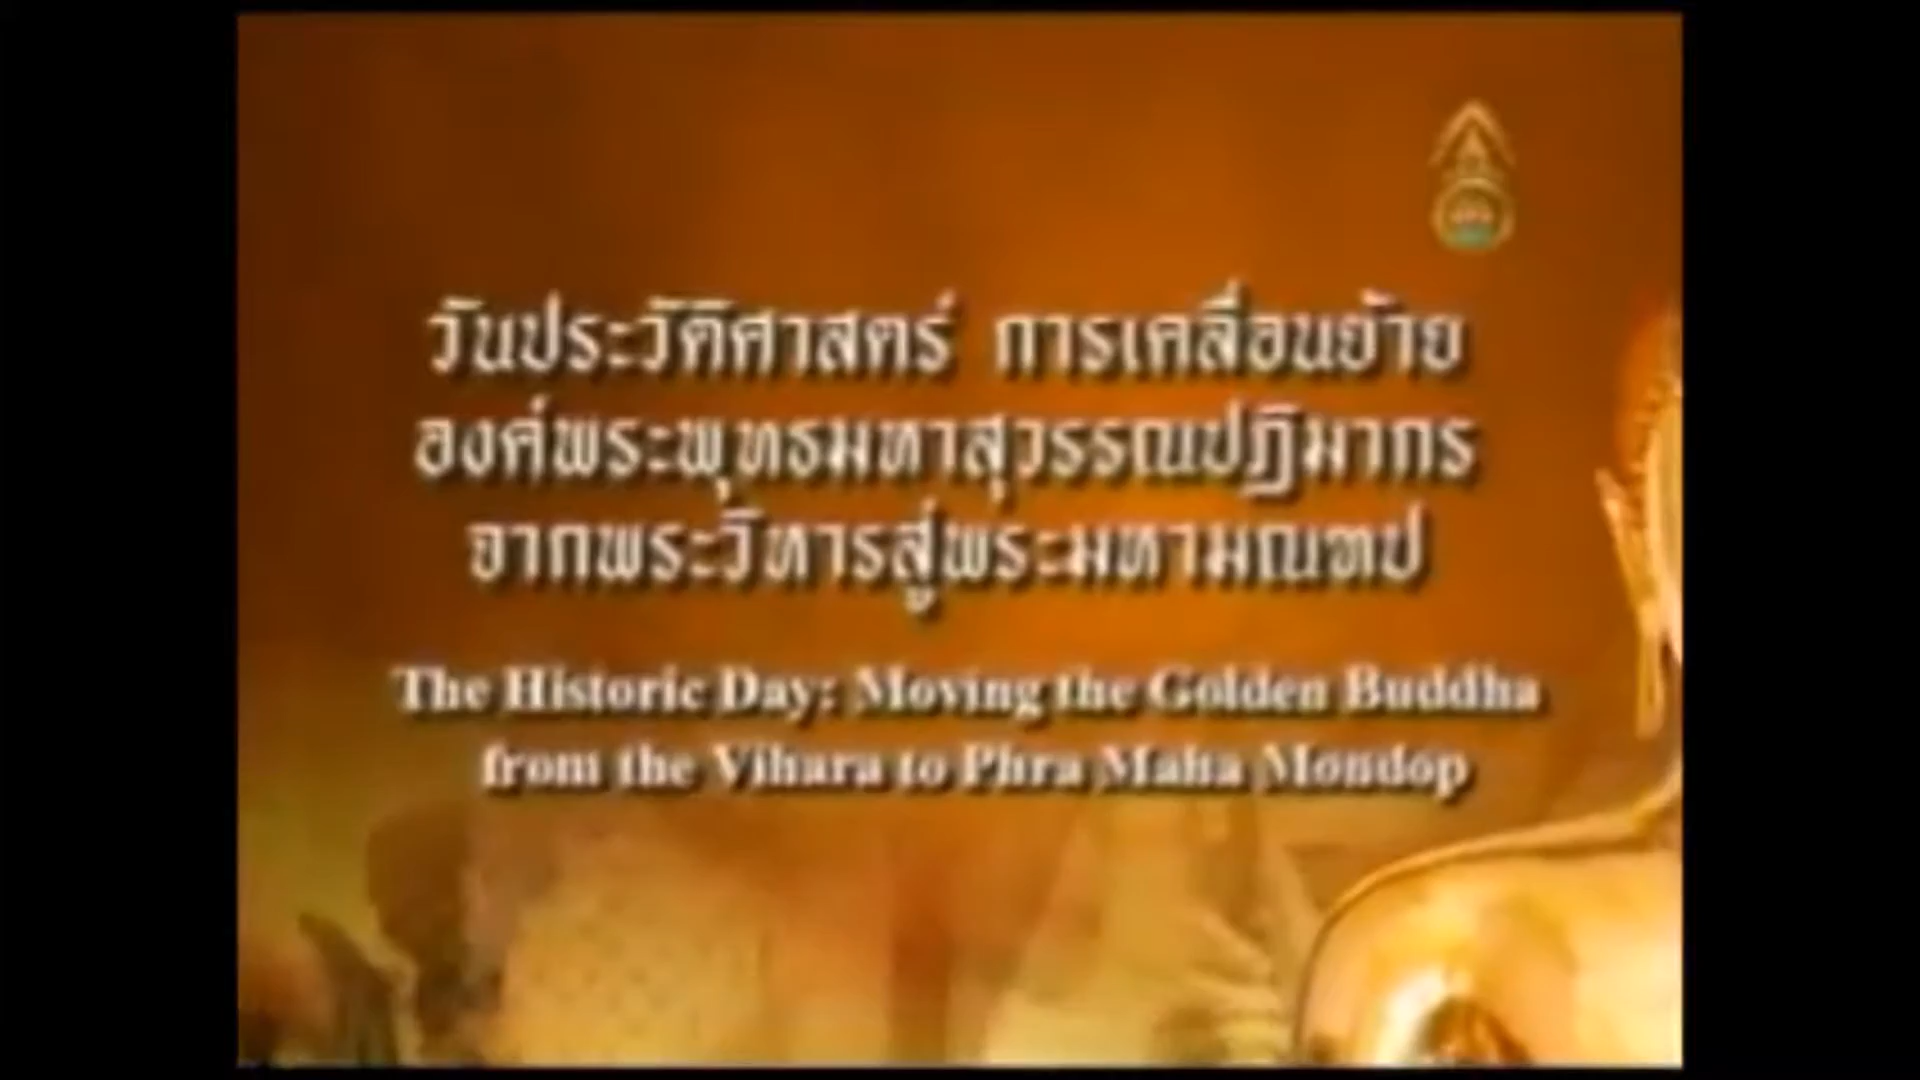 วันประวัติศาสตร์ การเคลื่อนย้าย
องค์พระพุทธมหาสุวรรณปฏิมากร
จากพระวิหารสู่พระมหามณฑป
The Historic Day: Moving the Golden Buddha
from the Vihara to Phra Maha Mondop